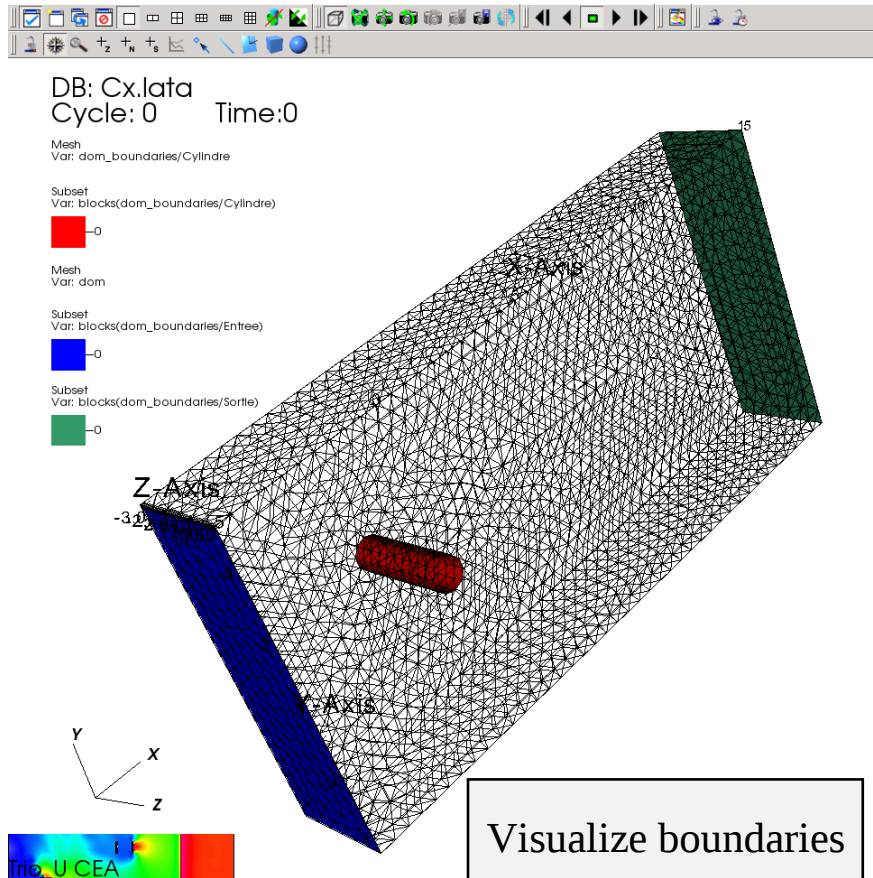 DB: Cx.lata
Cycle: 0 Time:0
Mesh
Var: dom_boundaries/Cylindre
Subset
Var: blocks(dom_boundaries/Cylindre)
0
Mesh
Var: dom
Subset
Var: blocks(dom_boundaries/Entree)
0
Subset
Var: blocks(dom_boundaries/Sortie)
0
15
X-Axis
Z-Axis
Y-Axis
Y
X
Z
Trio_U CEA
Visualize boundaries